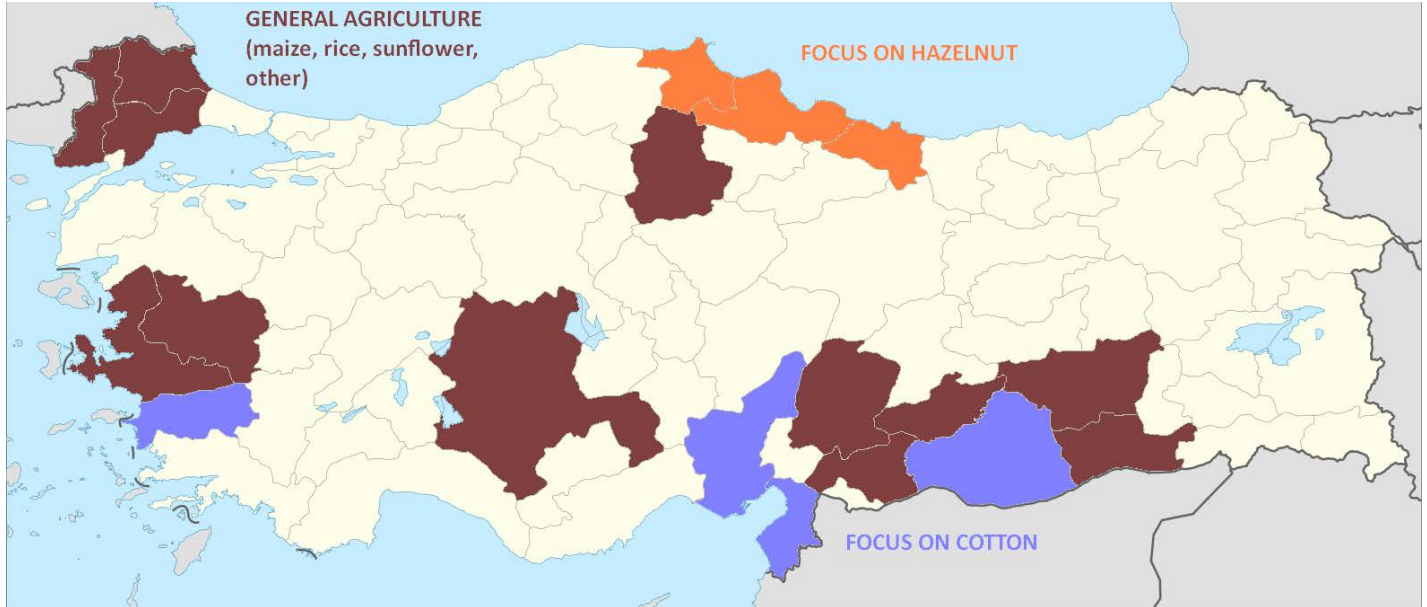 GENERAL AGRICULTURE
(maize, rice, sunflower,
other)
FOCUS ON HAZELNUT
FOCUS ON COTTON